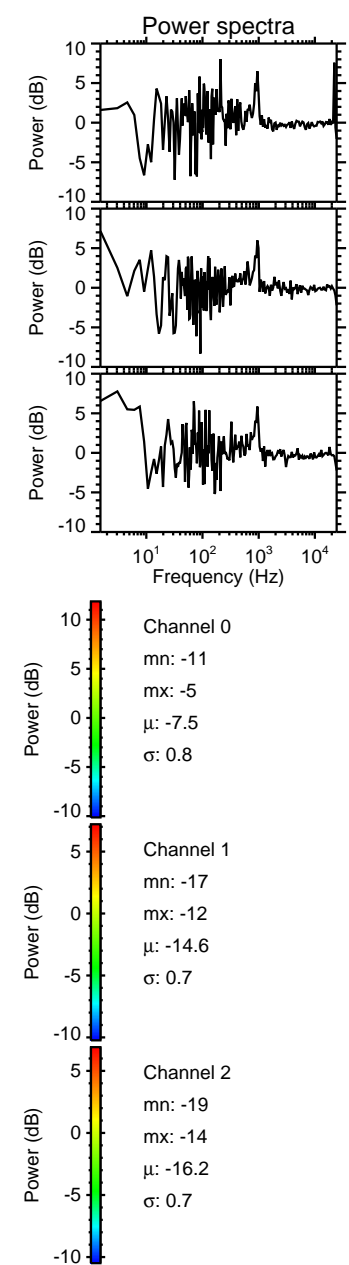 Power spectra
10
5
0
-5
-10
Power (dB)
10
5
0
-5
-10
Power (dB)
10
5
0
-5
-10
Power (dB)
10¹ 10² 10³ 10⁴
Frequency (Hz)
10
5
0
-5
-10
Power (dB)
Channel 0
mn: -11
mx: -5
μ: -7.5
σ: 0.8
5
0
-5
-10
Power (dB)
Channel 1
mn: -17
mx: -12
μ: -14.6
σ: 0.7
5
0
-5
-10
Power (dB)
Channel 2
mn: -19
mx: -14
μ: -16.2
σ: 0.7